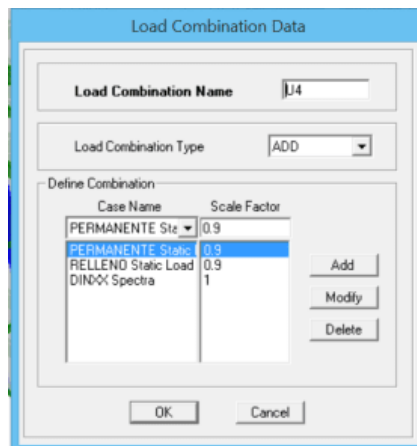 Load Combination Data
Load Combination Name U4
Load Combination Type ADD
Define Combination
Case Name Scale Factor
PERMANENTE Sta 0.9
PERMANENTE Static 0.9
RELLENO Static Load 0.9
DINXX Spectra 1
Add
Modify
Delete
OK Cancel